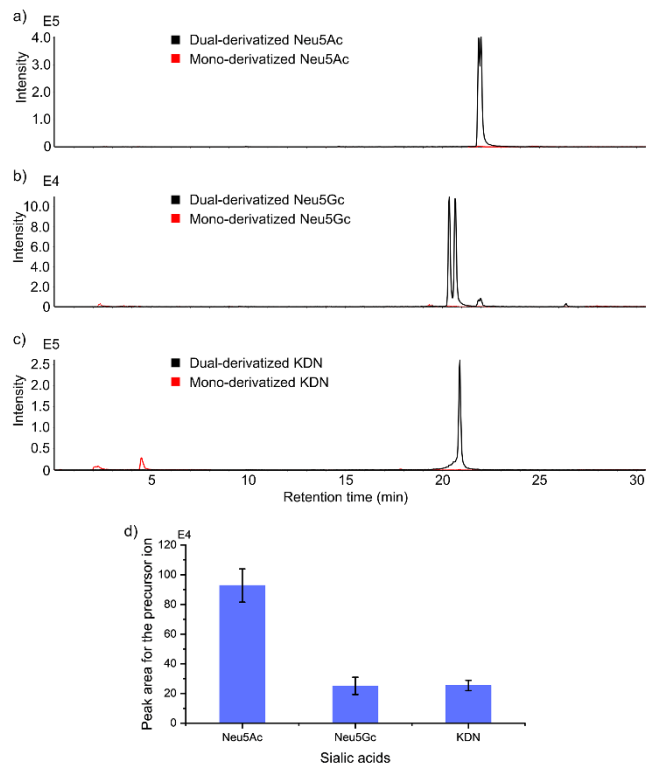 a)
E5
4.0
3.0
2.0
1.0
0
Intensity
Dual-derivatized Neu5Ac
Mono-derivatized Neu5Ac
b)
E4
10.0
8.0
6.0
4.0
2.0
0
Intensity
Dual-derivatized Neu5Gc
Mono-derivatized Neu5Gc
c)
E5
2.5
2.0
1.5
1.0
0.5
0
Intensity
Dual-derivatized KDN
Mono-derivatized KDN
5 10 15 20 25 30
Retention time (min)
d)
E4
120
100
80
60
40
20
0
Peak area for the precursor ion
Neu5Ac Neu5Gc KDN
Sialic acids